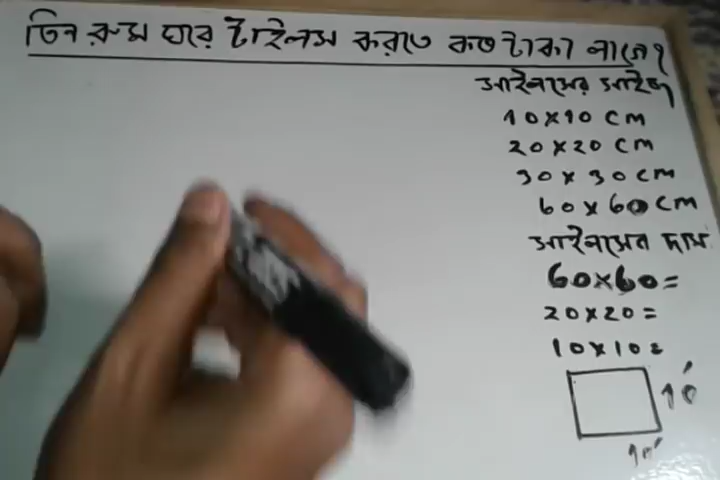 তিন রুম ঘরে টাইলস করতে কত টাকা লাগে?
টাইলসের সাইজ
10×10 CM
20×20 CM
30×30 CM
60×60 CM
টাইলসের দাম
60×60=
20×20=
10×10=
10'
10'